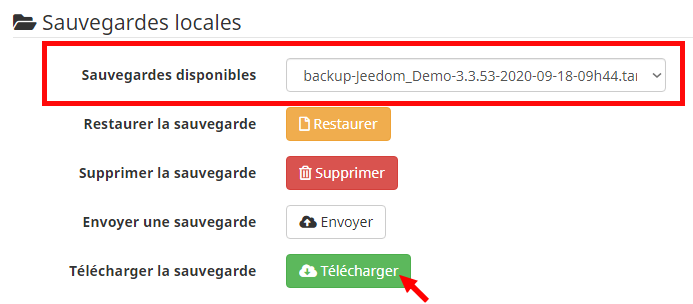 Sauvegardes locales
Sauvegardes disponibles backup-Jeedom_Demo-3.3.53-2020-09-18-09h44.tar
Restaurer la sauvegarde Restaurer
Supprimer la sauvegarde Supprimer
Envoyer une sauvegarde Envoyer
Télécharger la sauvegarde Télécharger